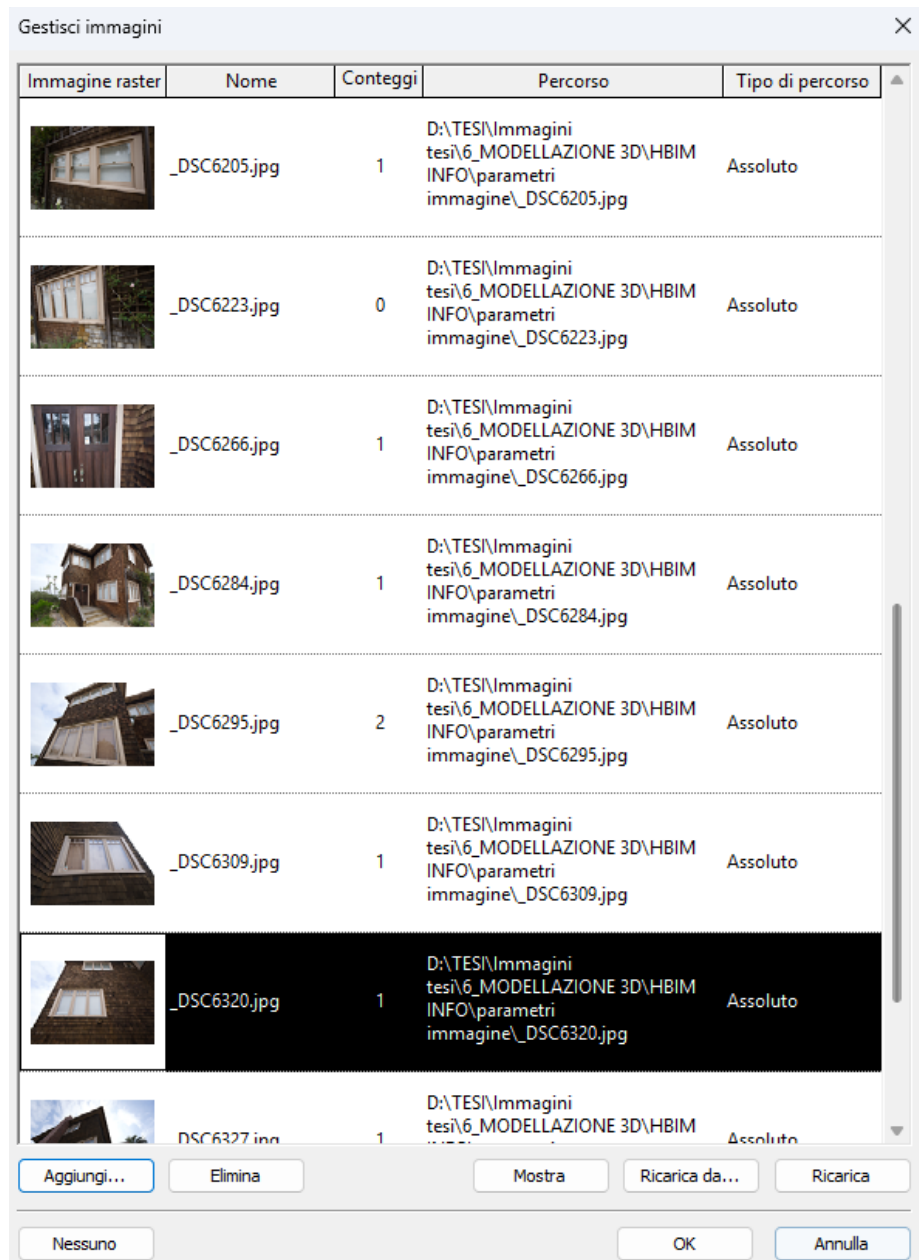 Gestisci immagini
Immagine raster Nome Conteggi Percorso Tipo di percorso
D:\TESI\Immagini
tesi\6_MODELLAZIONE 3D\HBIM
_DSC6205.jpg 1 INFO\parametri Assoluto
immagine\_DSC6205.jpg
D:\TESI\Immagini
tesi\6_MODELLAZIONE 3D\HBIM
_DSC6223.jpg 0 INFO\parametri Assoluto
immagine\_DSC6223.jpg
D:\TESI\Immagini
tesi\6_MODELLAZIONE 3D\HBIM
_DSC6266.jpg 1 INFO\parametri Assoluto
immagine\_DSC6266.jpg
D:\TESI\Immagini
tesi\6_MODELLAZIONE 3D\HBIM
_DSC6284.jpg 1 INFO\parametri Assoluto
immagine\_DSC6284.jpg
D:\TESI\Immagini
tesi\6_MODELLAZIONE 3D\HBIM
_DSC6295.jpg 2 INFO\parametri Assoluto
immagine\_DSC6295.jpg
D:\TESI\Immagini
tesi\6_MODELLAZIONE 3D\HBIM
_DSC6309.jpg 1 INFO\parametri Assoluto
immagine\_DSC6309.jpg
D:\TESI\Immagini
tesi\6_MODELLAZIONE 3D\HBIM
_DSC6320.jpg 1 INFO\parametri Assoluto
immagine\_DSC6320.jpg
D:\TESI\Immagini
tesi\6_MODELLAZIONE 3D\HBIM
_DSC6327.jpg 1 Assoluto
Aggiungi... Elimina Mostra Ricarica da... Ricarica
Nessuno OK Annulla